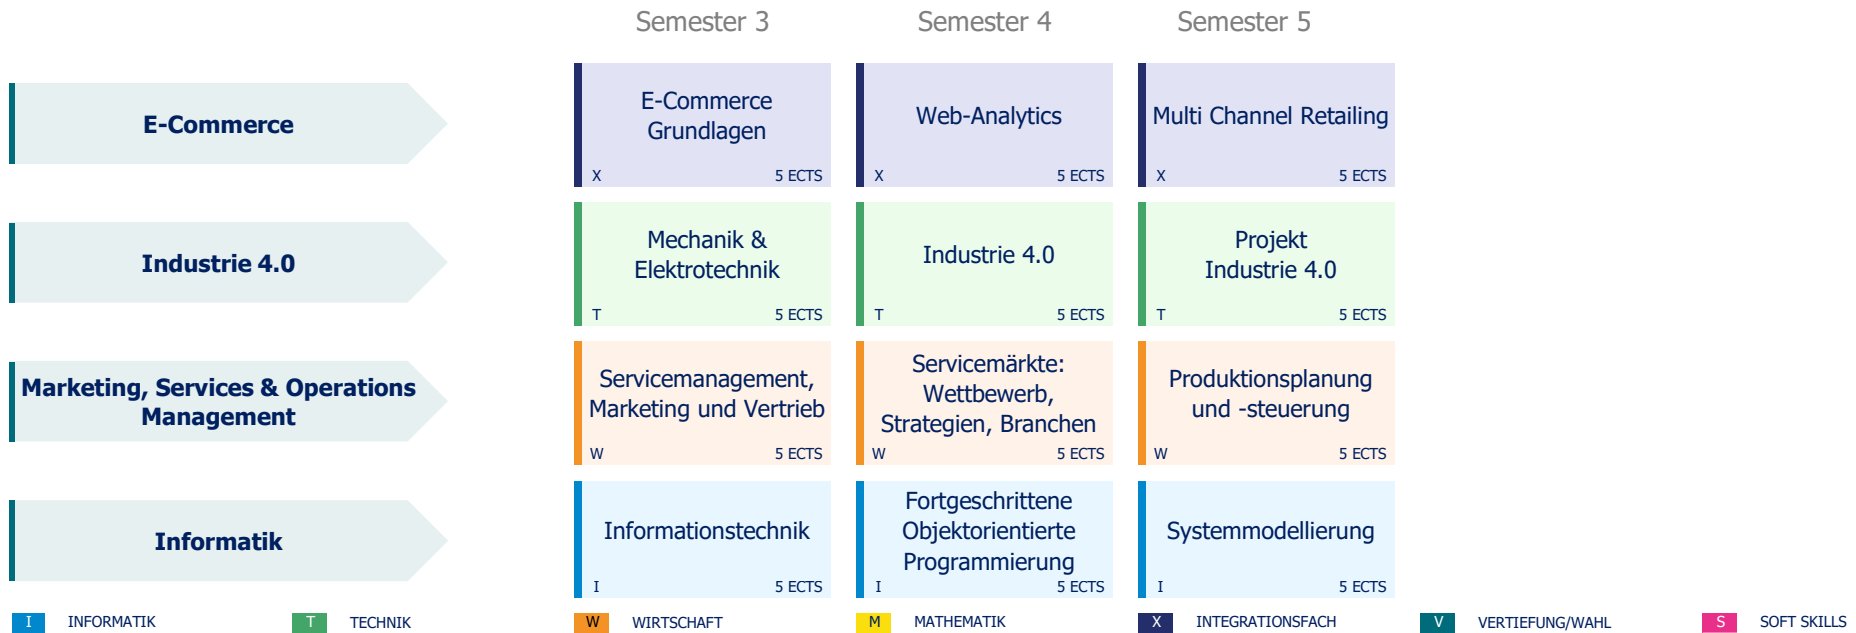 Semester 3
Semester 4
Semester 5
E-Commerce
E-Commerce
Grundlagen
X
5 ECTS
Web-Analytics
X
5 ECTS
Multi Channel Retailing
X
5 ECTS
Industrie 4.0
Mechanik &
Elektrotechnik
T
5 ECTS
Industrie 4.0
T
5 ECTS
Projekt
Industrie 4.0
T
5 ECTS
Marketing, Services & Operations
Management
Servicemanagement,
Marketing und Vertrieb
W
5 ECTS
Servicemärkte:
Wettbewerb,
Strategien, Branchen
W
5 ECTS
Produktionsplanung
und -steuerung
W
5 ECTS
Informatik
Informationstechnik
I
5 ECTS
Fortgeschrittene
Objektorientierte
Programmierung
I
5 ECTS
Systemmodellierung
I
5 ECTS
I INFORMATIK
T TECHNIK
W WIRTSCHAFT
M MATHEMATIK
X INTEGRATIONSFACH
V VERTIEFUNG/WAHL
S SOFT SKILLS